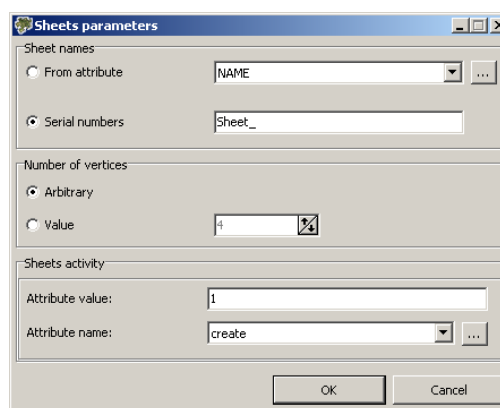 Sheets parameters
Sheet names
From attribute
NAME
...
Serial numbers
Sheet_
Number of vertices
Arbitrary
Value
4
Sheets activity
Attribute value:
1
Attribute name:
create
...
OK
Cancel